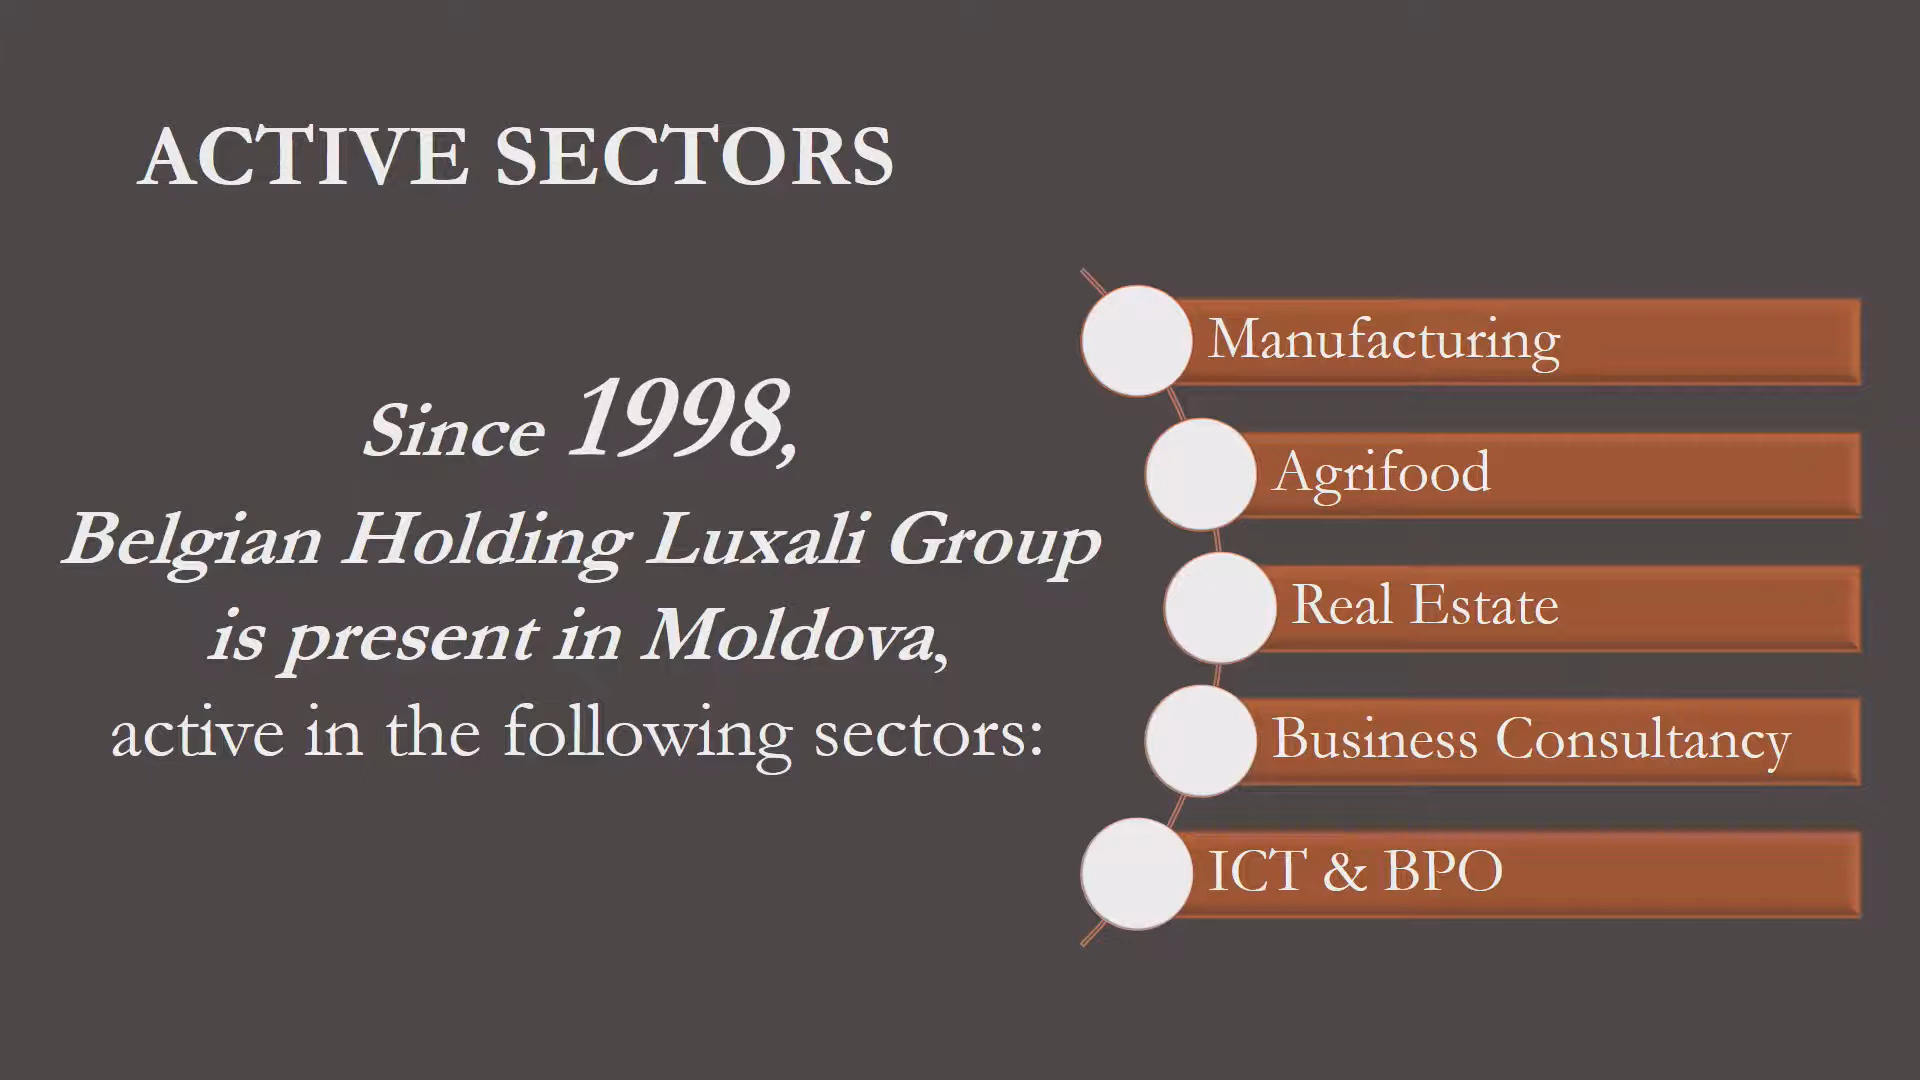 ACTIVE SECTORS
Since 1998,
Belgian Holding Luxali Group
is present in Moldova,
active in the following sectors:
Manufacturing
Agrifood
Real Estate
Business Consultancy
ICT & BPO